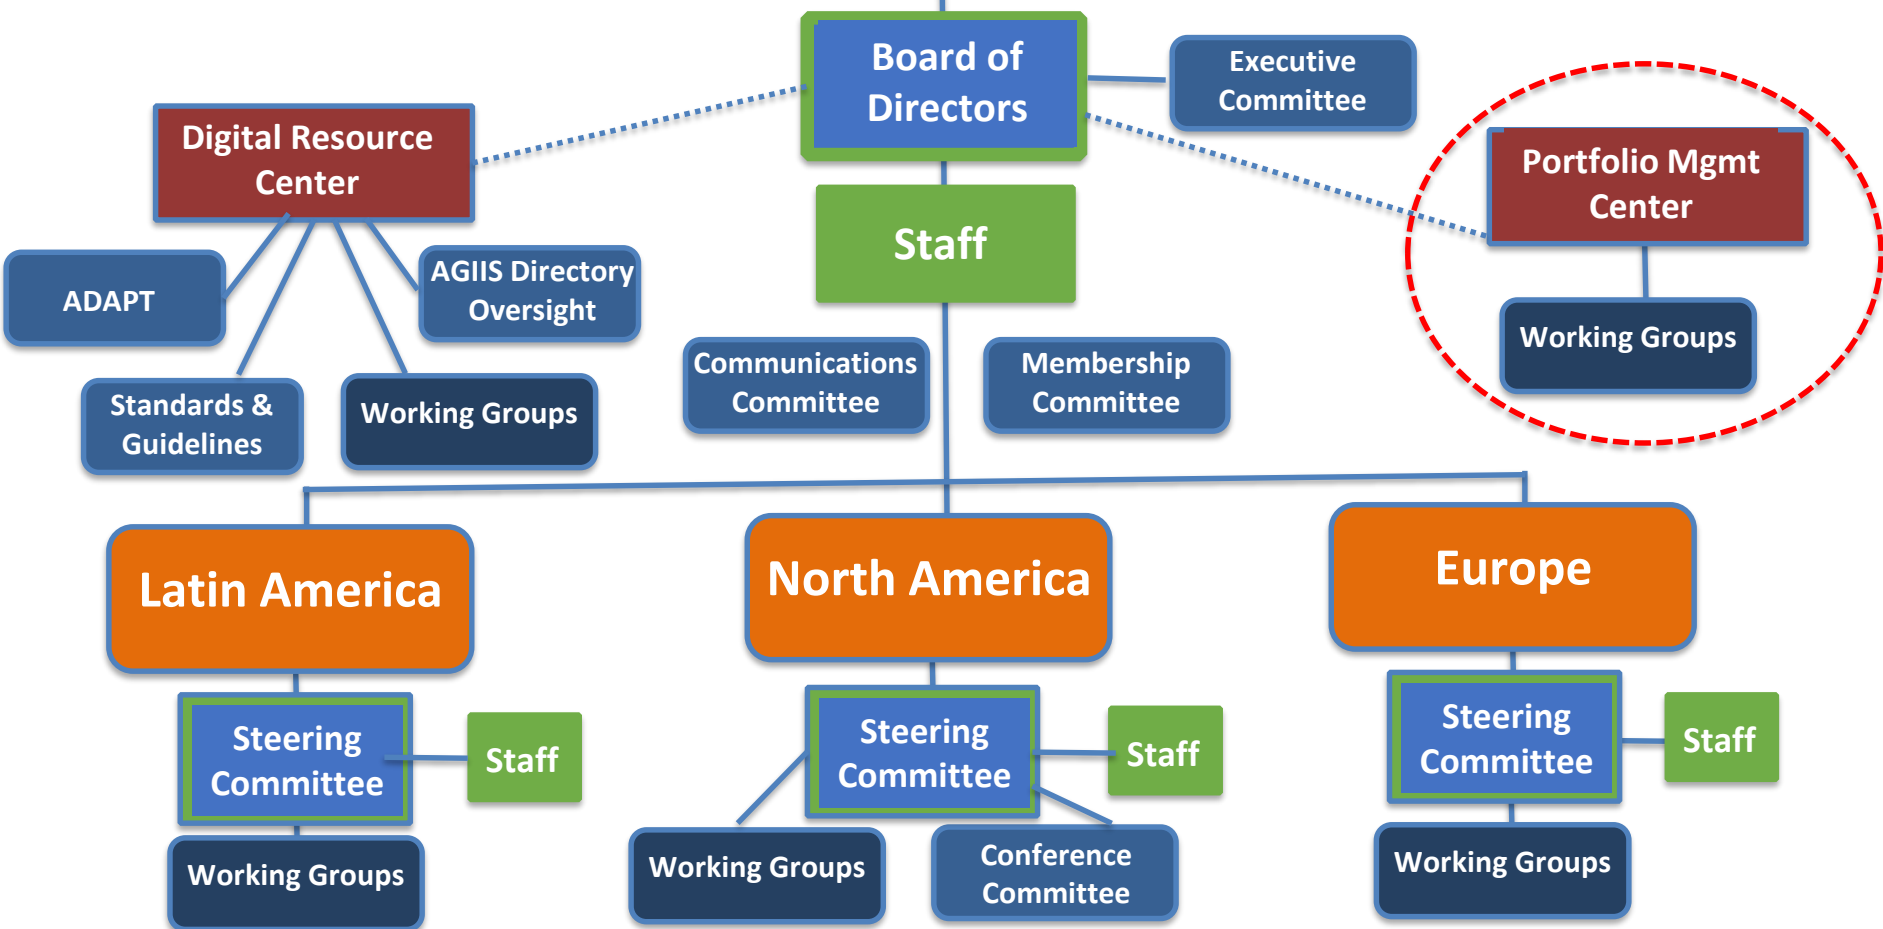 Board of
Directors
Executive
Committee
Digital Resource
Center
Portfolio Mgmt
Center
Staff
ADAPT
AGIIS Directory
Oversight
Working Groups
Communications
Committee
Membership
Committee
Standards &
Guidelines
Working Groups
Latin America
North America
Europe
Steering
Committee
Staff
Steering
Committee
Staff
Steering
Committee
Staff
Working Groups
Working Groups
Conference
Committee
Working Groups